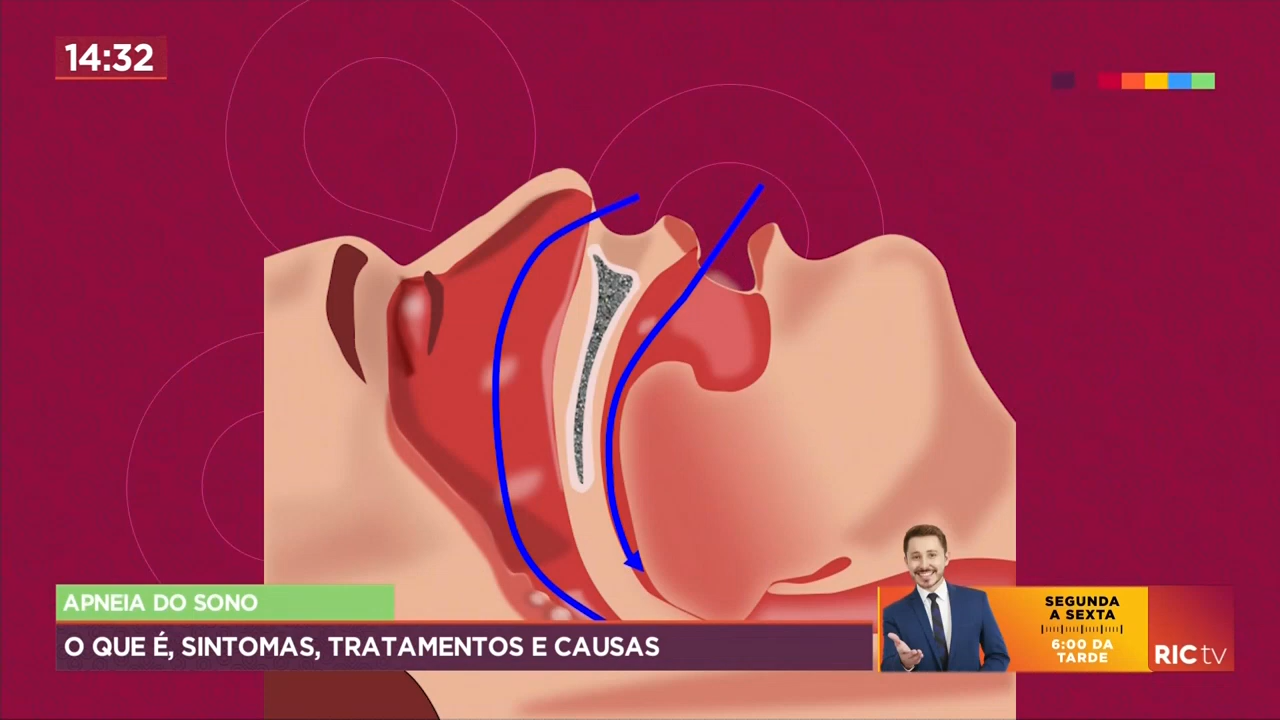 14:32
APNEIA DO SONO
O QUE É, SINTOMAS, TRATAMENTOS E CAUSAS
SEGUNDA
A SEXTA
6:00 DA
TARDE
RICtv